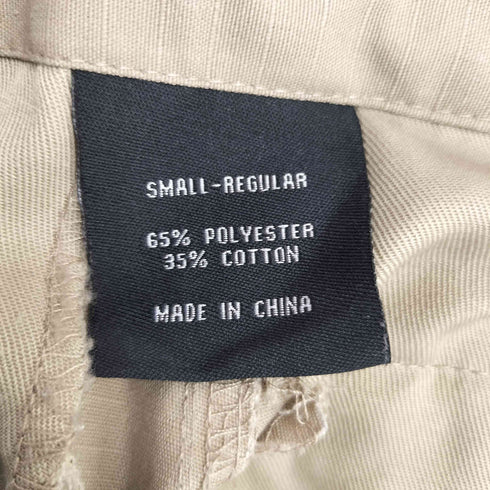 SMALL-REGULAR
65% POLYESTER
35% COTTON
MADE IN CHINA